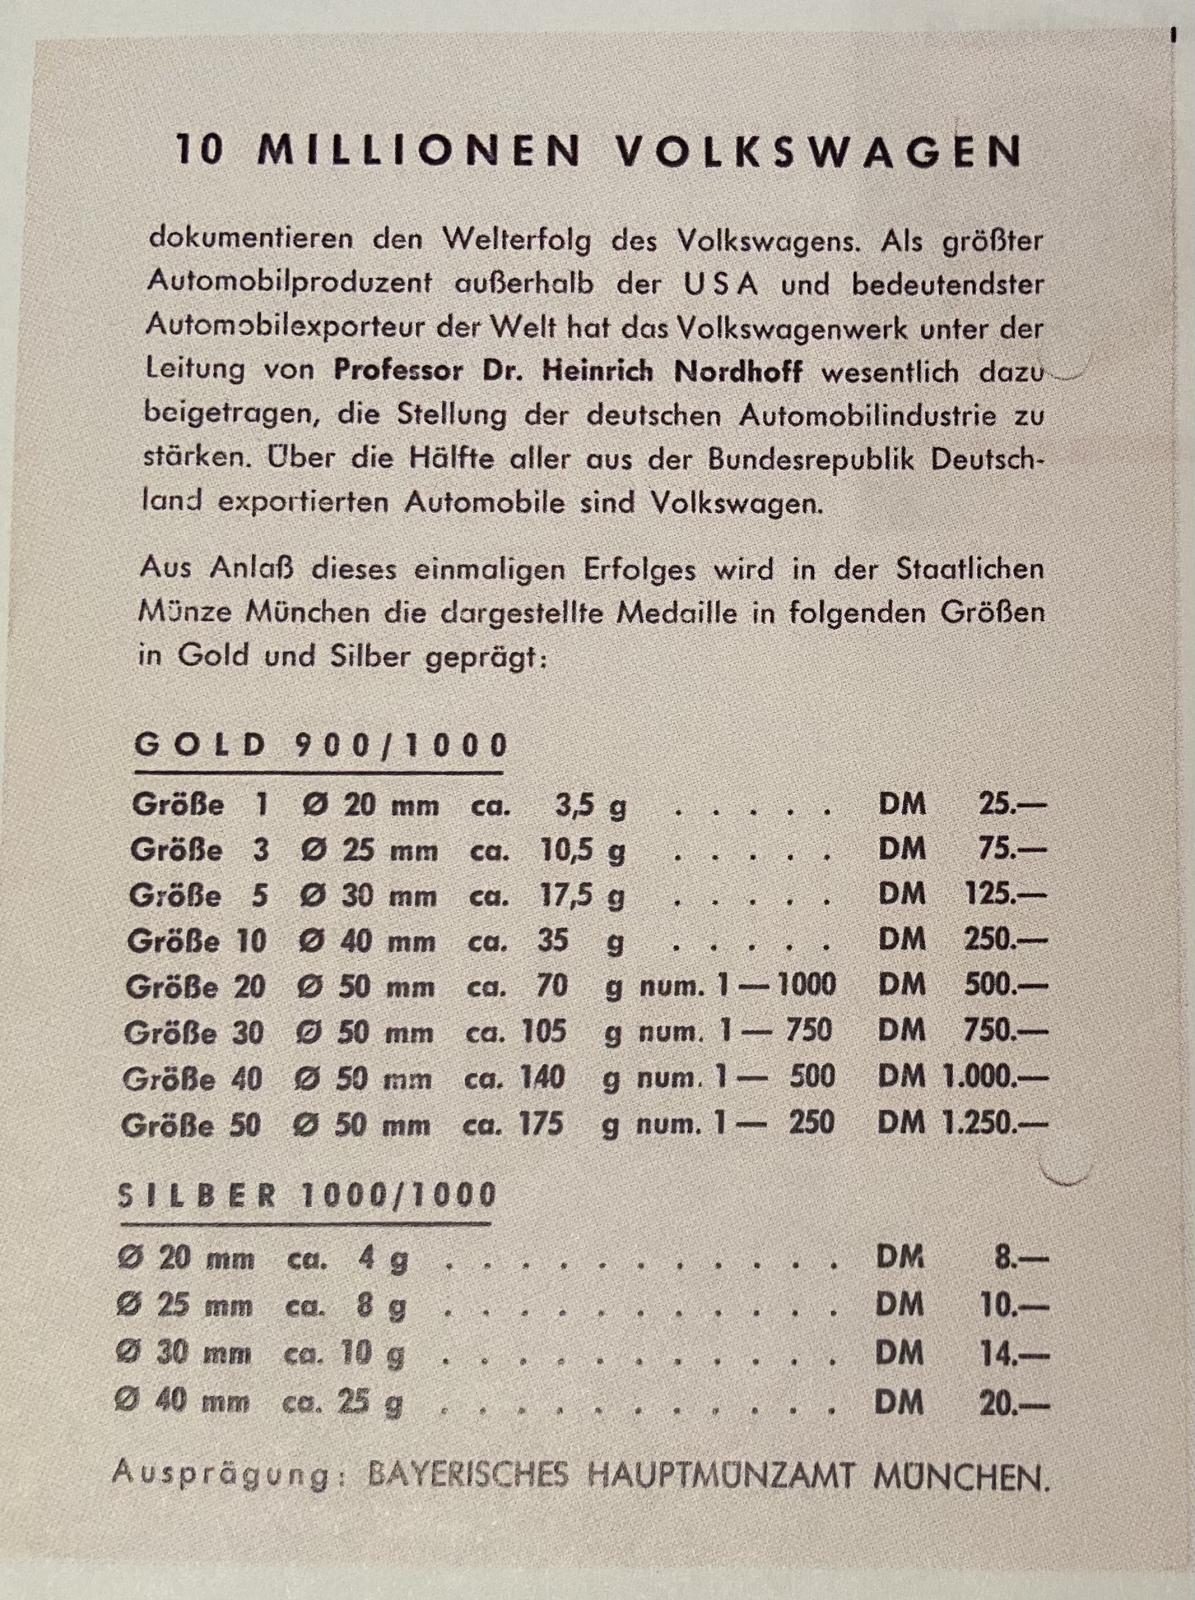 10 MILLIONEN VOLKSWAGEN
dokumentieren den Welterfolg des Volkswagens. Als größter
Automobilproduzent außerhalb der USA und bedeutendster
Automobilexporteur der Welt hat das Volkswagenwerk unter der
Leitung von Professor Dr. Heinrich Nordhoff wesentlich dazu
beigetragen, die Stellung der deutschen Automobilindustrie zu
stärken. Über die Hälfte aller aus der Bundesrepublik Deutsch-
land exportierten Automobile sind Volkswagen.
Aus Anlaß dieses einmaligen Erfolges wird in der Staatlichen
Münze München die dargestellte Medaille in folgenden Größen
in Gold und Silber geprägt:
GOLD 900/1000
Größe 1 Ø 20 mm ca. 3,5 g . . . . . DM 25.—
Größe 3 Ø 25 mm ca. 10,5 g . . . . . DM 75.—
Größe 5 Ø 30 mm ca. 17,5 g . . . . . DM 125.—
Größe 10 Ø 40 mm ca. 35 g . . . . . DM 250.—
Größe 20 Ø 50 mm ca. 70 g num. 1 — 1000 DM 500.—
Größe 30 Ø 50 mm ca. 105 g num. 1 — 750 DM 750.—
Größe 40 Ø 50 mm ca. 140 g num. 1 — 500 DM 1.000.—
Größe 50 Ø 50 mm ca. 175 g num. 1 — 250 DM 1.250.—
SILBER 1000/1000
Ø 20 mm ca. 4 g . . . . . . . . . . . DM 8.—
Ø 25 mm ca. 8 g . . . . . . . . . . . DM 10.—
Ø 30 mm ca. 10 g . . . . . . . . . . . DM 14.—
Ø 40 mm ca. 25 g . . . . . . . . . . . DM 20.—
Ausprägung: BAYERISCHES HAUPTMÜNZAMT MÜNCHEN.